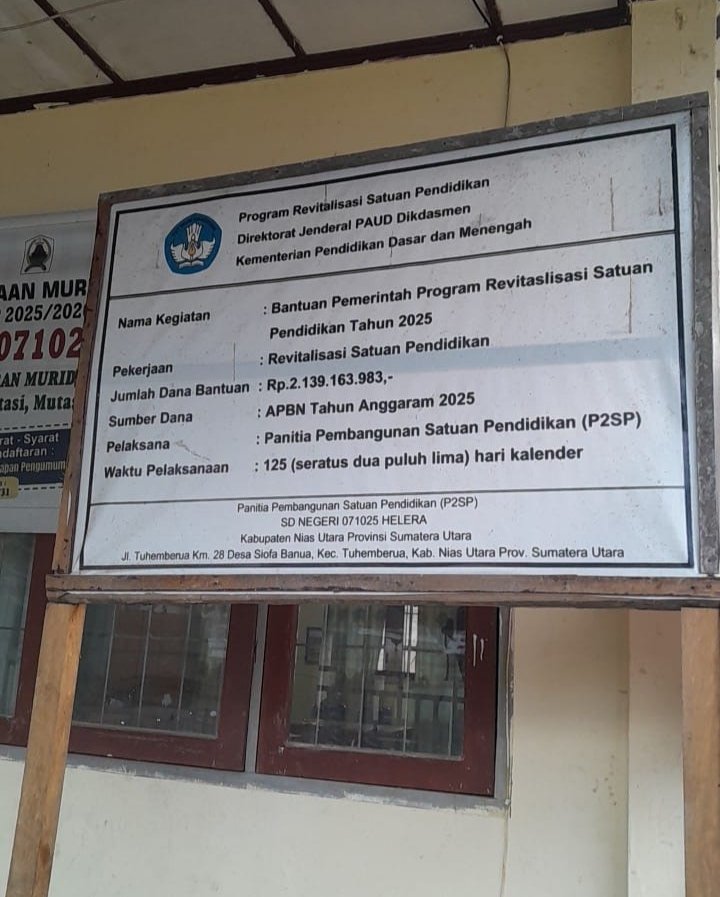 Program Revitalisasi Satuan Pendidikan
Direktorat Jenderal PAUD Dikdasmen
Kementerian Pendidikan Dasar dan Menengah
Nama Kegiatan : Bantuan Pemerintah Program Revitaslisasi Satuan
Pendidikan Tahun 2025
Pekerjaan : Revitalisasi Satuan Pendidikan
Jumlah Dana Bantuan : Rp.2.139.163.983,-
Sumber Dana : APBN Tahun Anggaram 2025
Pelaksana : Panitia Pembangunan Satuan Pendidikan (P2SP)
Waktu Pelaksanaan : 125 (seratus dua puluh lima) hari kalender
Panitia Pembangunan Satuan Pendidikan (P2SP)
SD NEGERI 071025 HELERA
Kabupaten Nias Utara Provinsi Sumatera Utara
Jl. Tuhemberua Km. 28 Desa Siofa Banua, Kec. Tuhemberua, Kab. Nias Utara Prov. Sumatera Utara
AAN MUR
2025/202
07102
AN MURID
tasi, Muta
rat - Syarat
daftaran :
apan Pengumum
31